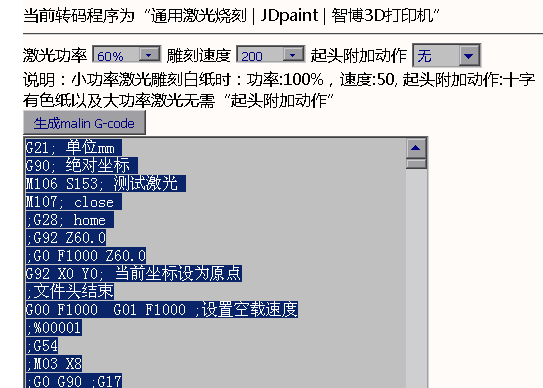 当前转码程序为“通用激光烧刻 | JDpaint | 智博3D打印机”
激光功率 60% 雕刻速度 200 起头附加动作 无
说明：小功率激光雕刻白纸时：功率:100%，速度:50, 起头附加动作:十字
有色纸以及大功率激光无需“起头附加动作”
生成malin G-code
G21; 单位mm
G90; 绝对坐标
M106 S153; 测试激光
M107; close
;G28; home
;G92 Z60.0
;G0 F1000 Z60.0
G92 X0 Y0; 当前坐标设为原点
;文件头结束
G00 F1000  G01 F1000 ;设置空载速度
;%00001
;G54
;M03 X8
;G0 G90 ;G17